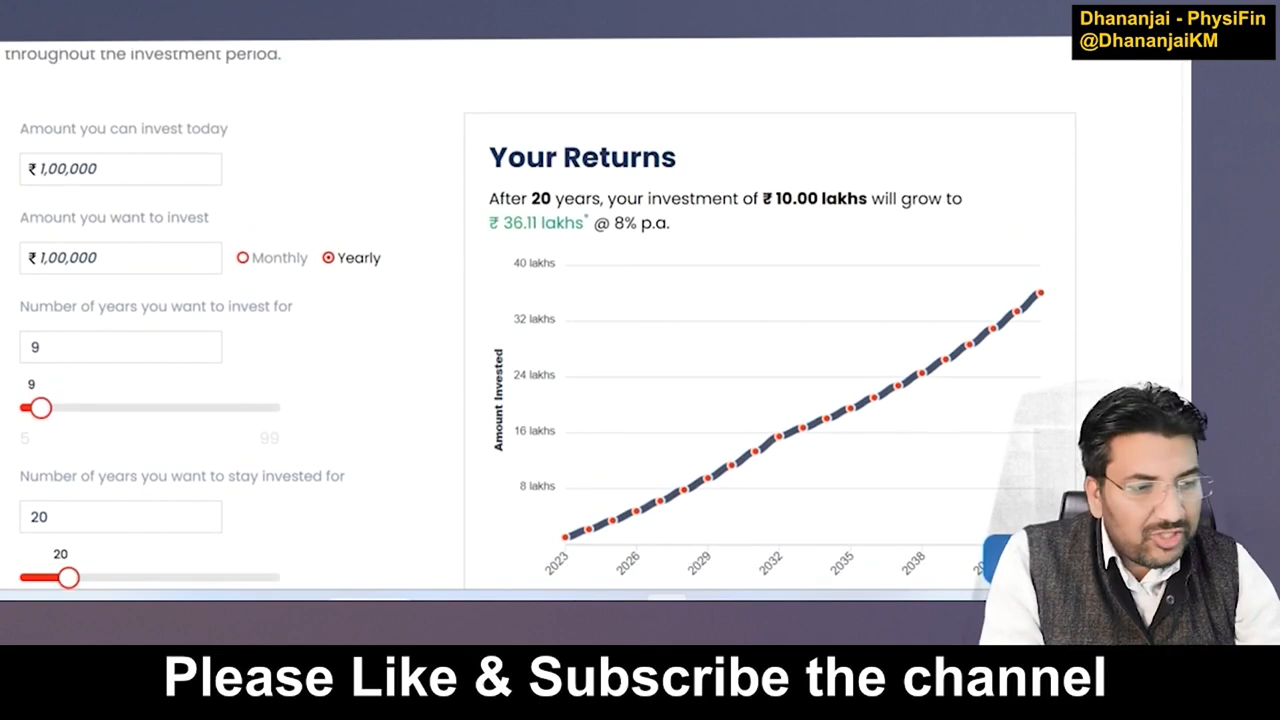 Dhananjai - PhysiFin
@DhananjaiKM
throughout the investment period.
Amount you can invest today
₹ 1,00,000
Amount you want to invest
₹ 1,00,000
Monthly
Yearly
Number of years you want to invest for
9
9
5
99
Number of years you want to stay invested for
20
20
Your Returns
After 20 years, your investment of ₹ 10.00 lakhs will grow to
₹ 36.11 lakhs* @ 8% p.a.
40 lakhs
32 lakhs
24 lakhs
16 lakhs
8 lakhs
Amount Invested
2023
2026
2029
2032
2035
2038
Please Like & Subscribe the channel